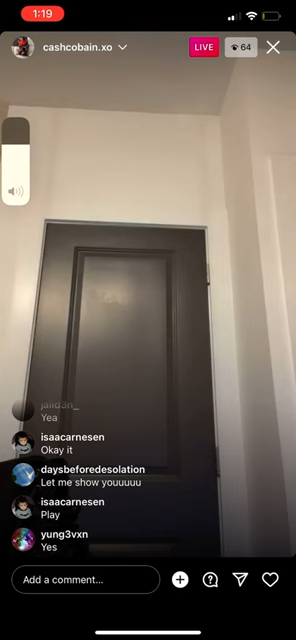 1:19
cashcobain.xo
LIVE
64
jalid3n_
Yea
isaacarnesen
Okay it
daysbeforedesolation
Let me show youuuuu
isaacarnesen
Play
yung3vxn
Yes
Add a comment...